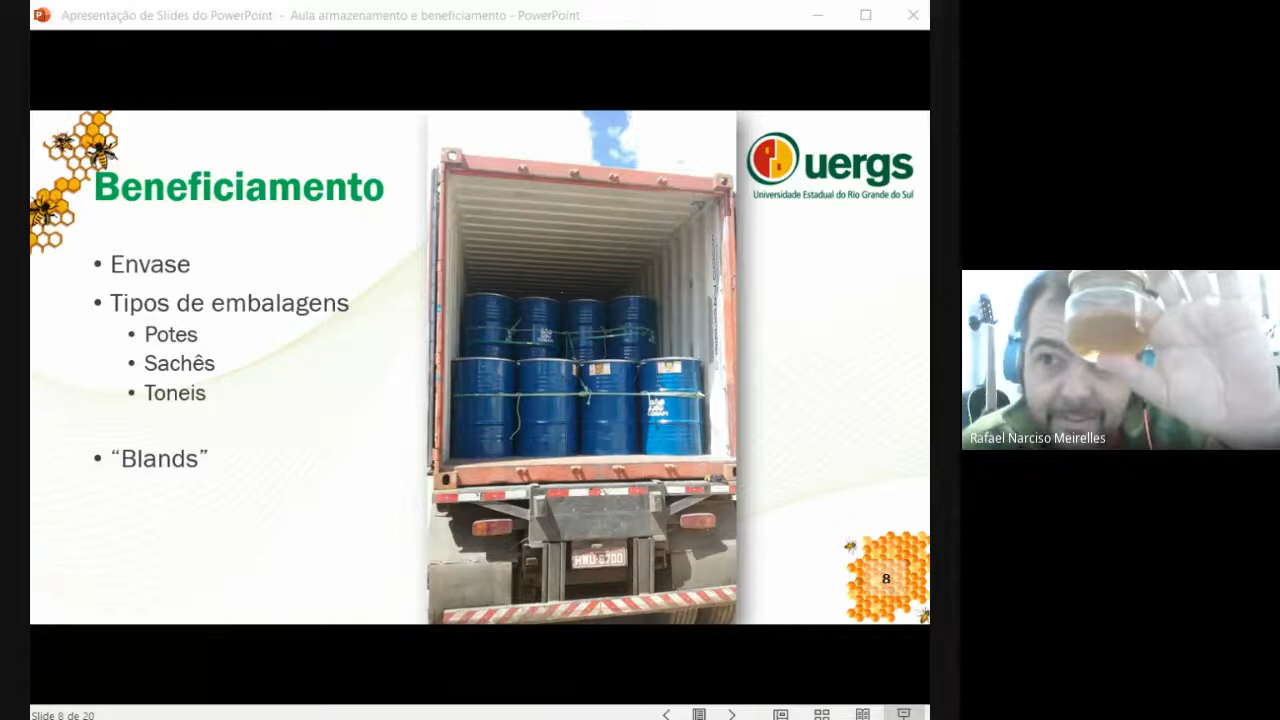 Apresentação de Slides do PowerPoint - Aula armazenamento e beneficiamento - PowerPoint
Beneficiamento
uergs
Universidade Estadual do Rio Grande do Sul
• Envase
• Tipos de embalagens
• Potes
• Sachês
• Toneis
• “Blands”
8
Rafael Narciso Meirelles
Slide 8 de 20